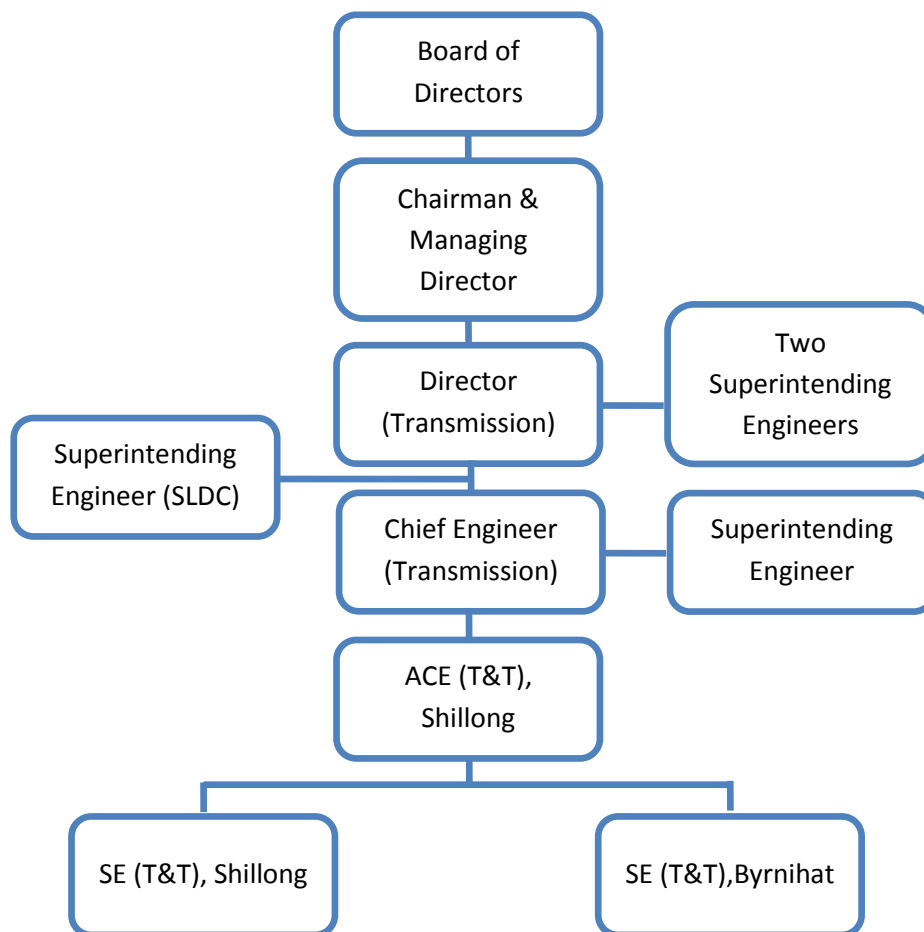 Board of
Directors
Chairman &
Managing
Director
Director
(Transmission)
Two
Superintending
Engineers
Superintending
Engineer (SLDC)
Chief Engineer
(Transmission)
Superintending
Engineer
ACE (T&T),
Shillong
SE (T&T), Shillong
SE (T&T),Byrnihat